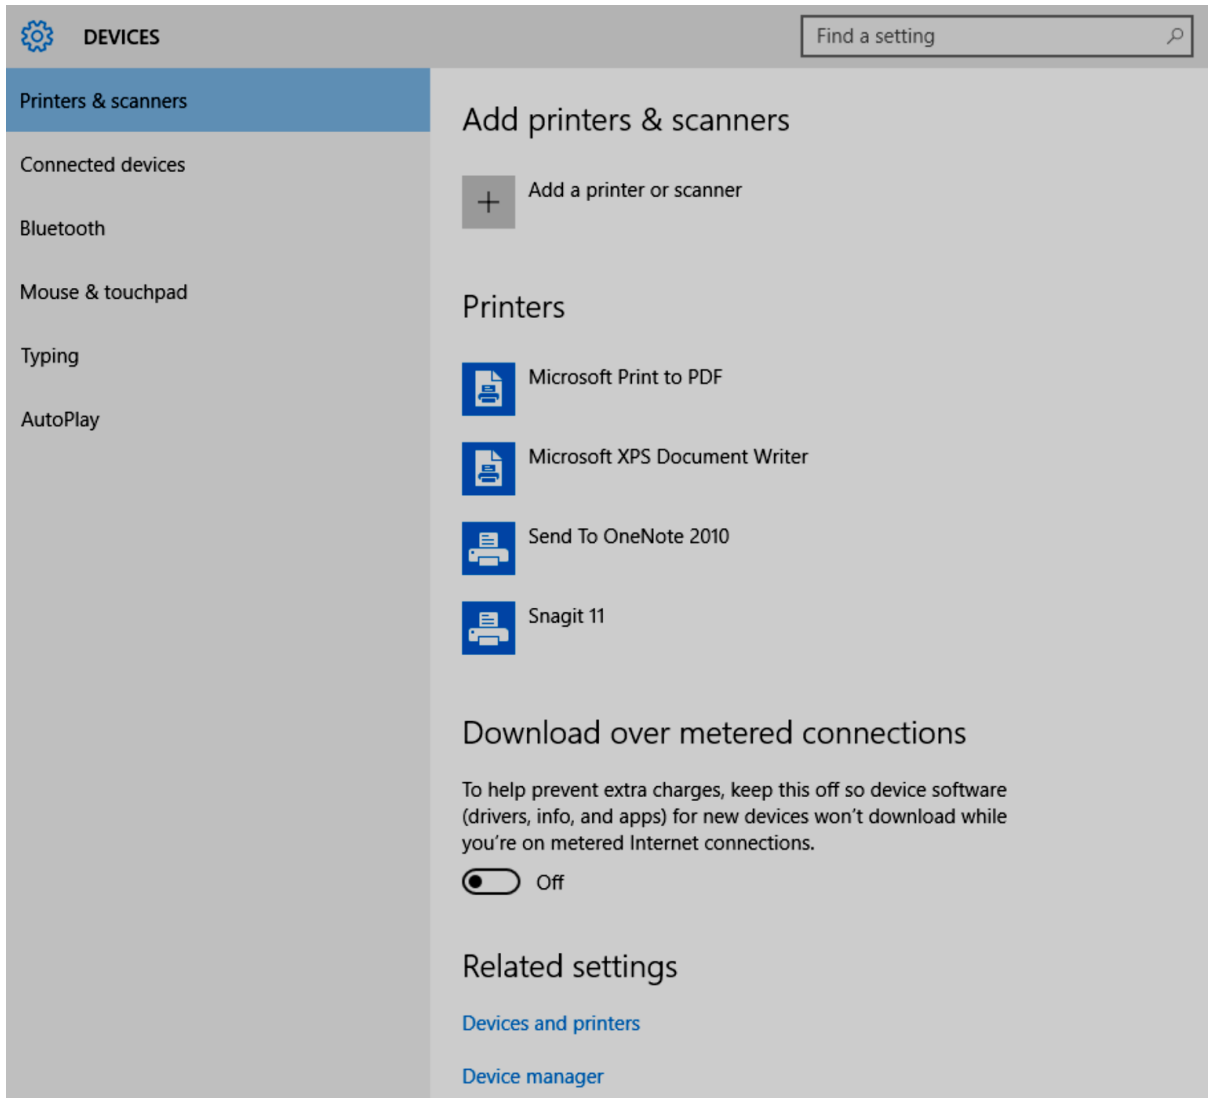 DEVICES
Find a setting
Printers & scanners
Connected devices
Bluetooth
Mouse & touchpad
Typing
AutoPlay
Add printers & scanners
Add a printer or scanner
Printers
Microsoft Print to PDF
Microsoft XPS Document Writer
Send To OneNote 2010
Snagit 11
Download over metered connections
To help prevent extra charges, keep this off so device software
(drivers, info, and apps) for new devices won’t download while
you’re on metered Internet connections.
Off
Related settings
Devices and printers
Device manager